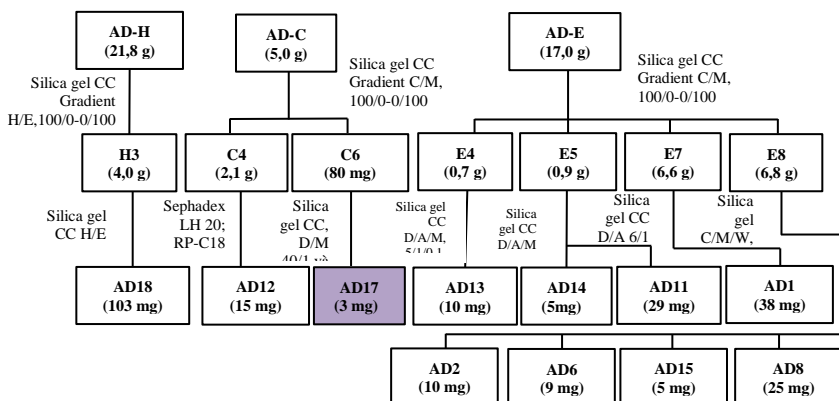 AD-H
(21,8 g)
AD-C
(5,0 g)
AD-E
(17,0 g)
Silica gel CC
Gradient
H/E,100/0-0/100
Silica gel CC
Gradient C/M,
100/0-0/100
Silica gel CC
Gradient C/M,
100/0-0/100
H3
(4,0 g)
C4
(2,1 g)
C6
(80 mg)
E4
(0,7 g)
E5
(0,9 g)
E7
(6,6 g)
E8
(6,8 g)
Silica gel
CC H/E
Sephadex
LH 20;
RP-C18
Silica
gel CC,
D/M
40/1 và
Silica gel
CC
D/A/M,
Silica
gel CC
D/A/M
Silica
gel CC
D/A 6/1
Silica
gel
C/M/W,
AD18
(103 mg)
AD12
(15 mg)
AD17
(3 mg)
AD13
(10 mg)
AD14
(5mg)
AD11
(29 mg)
AD1
(38 mg)
AD2
(10 mg)
AD6
(9 mg)
AD15
(5 mg)
AD8
(25 mg)